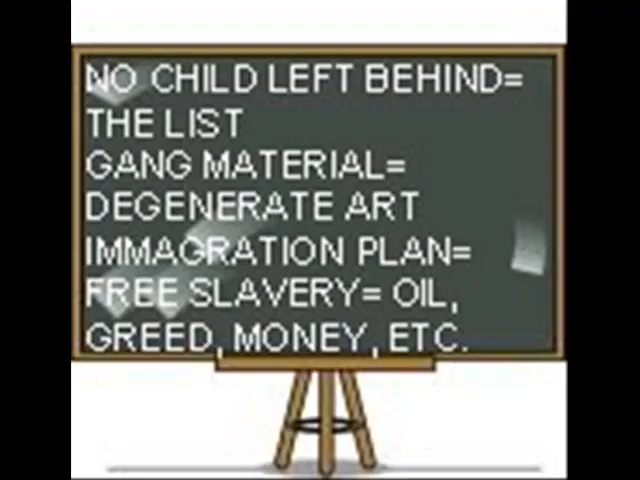 NO CHILD LEFT BEHIND=
THE LIST
GANG MATERIAL=
DEGENERATE ART
IMMAGRATION PLAN=
FREE SLAVERY= OIL,
GREED, MONEY, ETC.